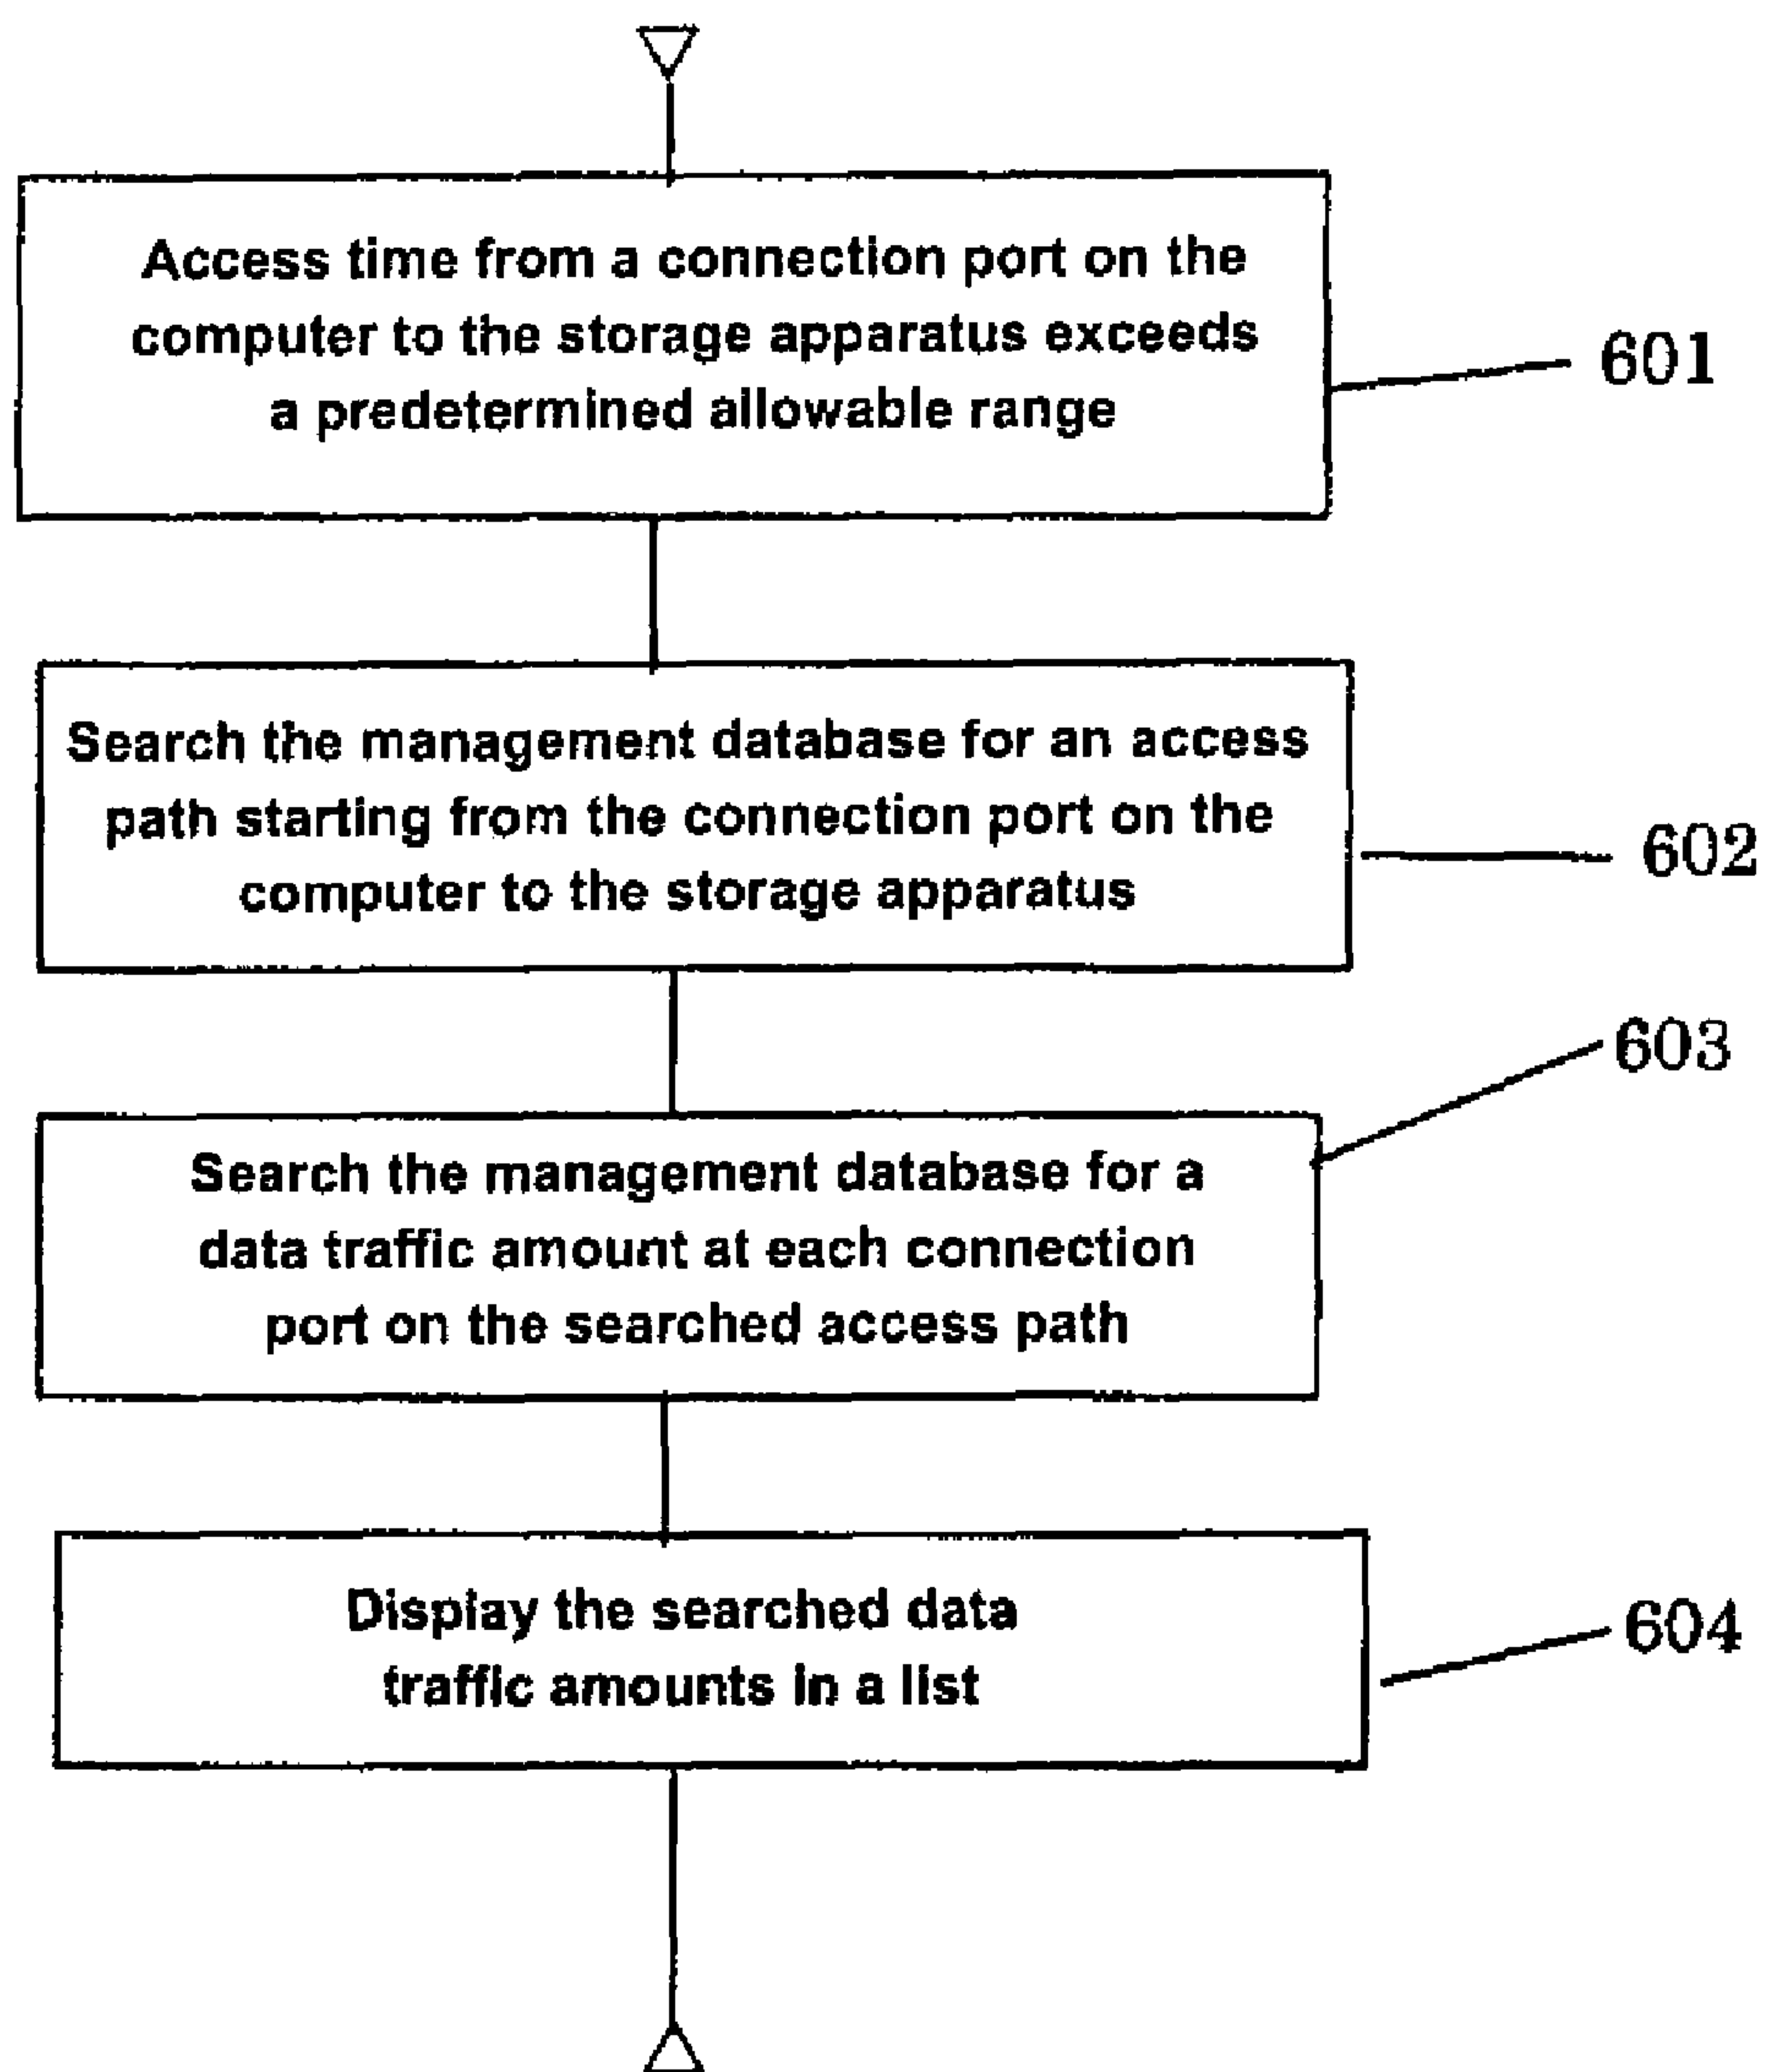 Access time from a connection port on the
computer to the storage apparatus exceeds
a predetermined allowable range
601
Search the management database for an access
path starting from the connection port on the
computer to the storage apparatus
602
603
Search the management database for a
data traffic amount at each connection
port on the searched access path
Display the searched data
traffic amounts in a list
604